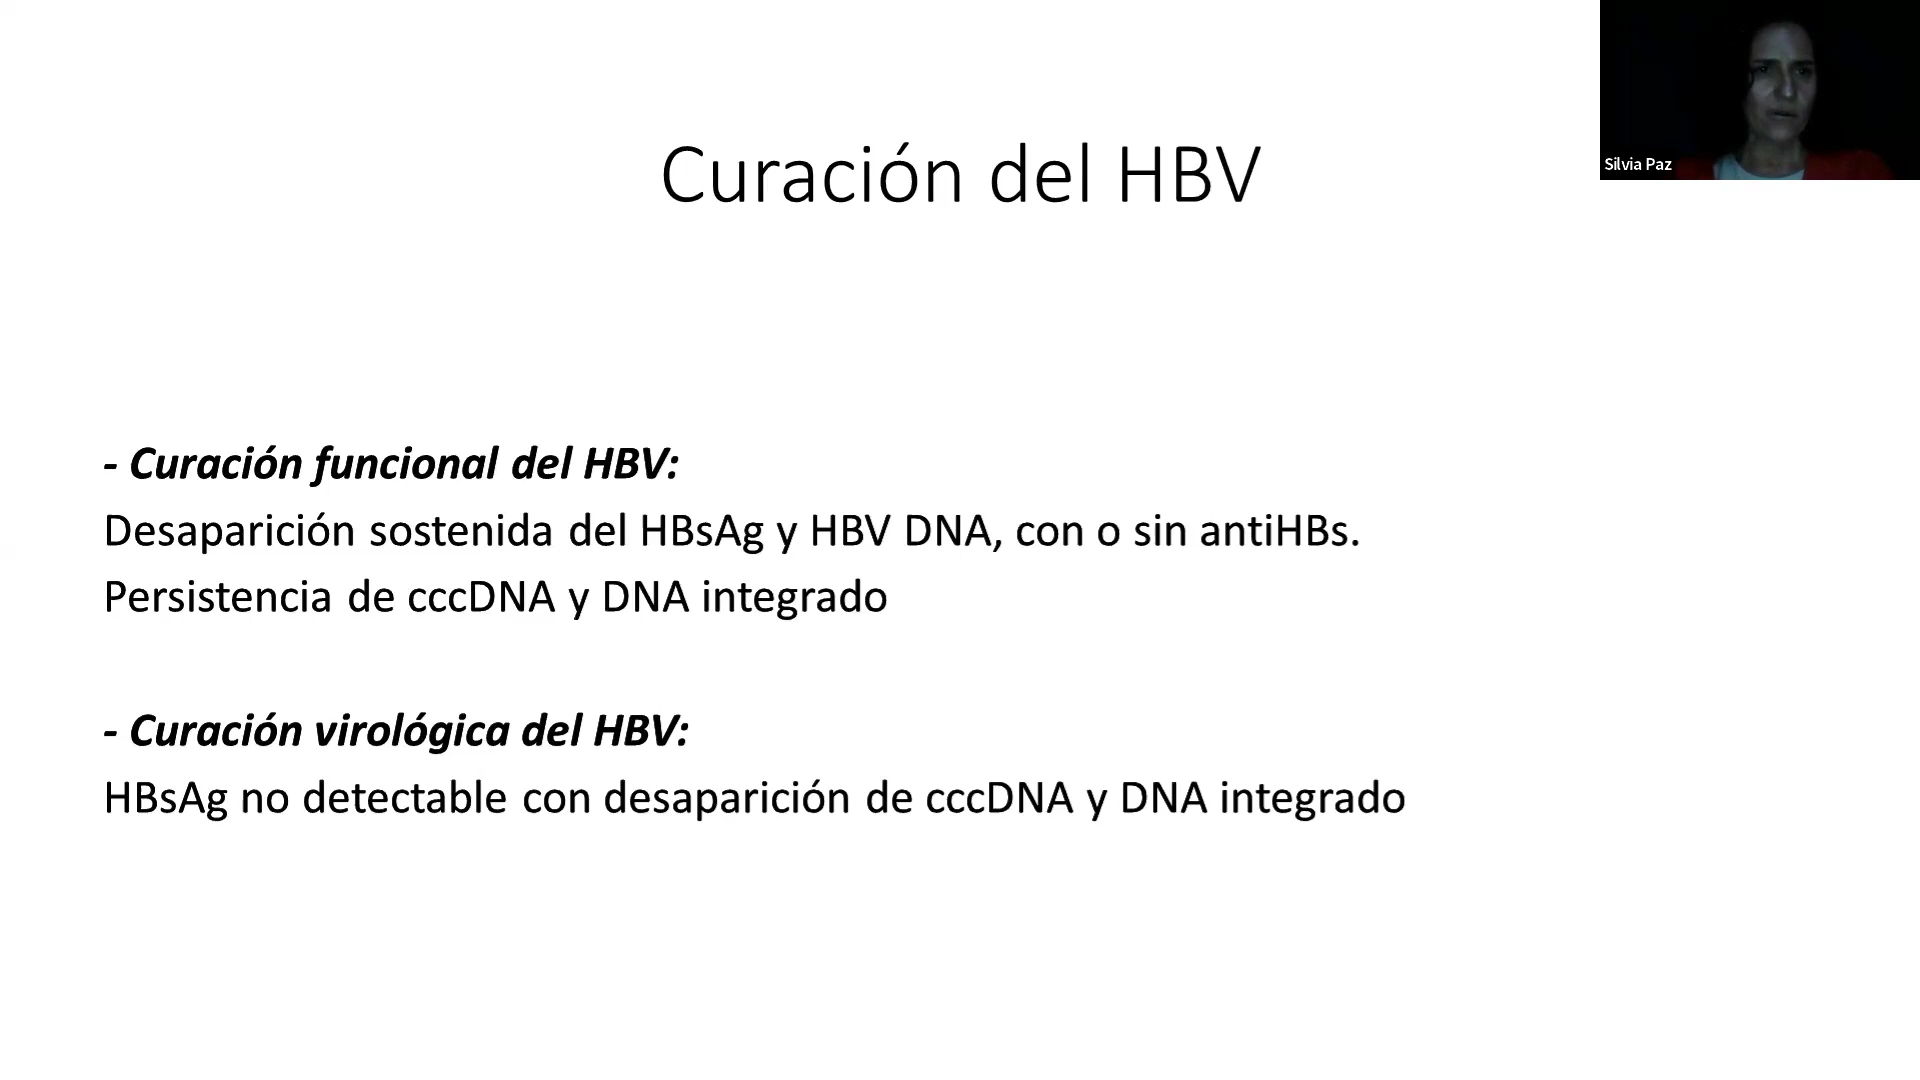 Silvia Paz
Curación del HBV
- Curación funcional del HBV:
Desaparición sostenida del HBsAg y HBV DNA, con o sin antiHBs.
Persistencia de cccDNA y DNA integrado
- Curación virológica del HBV:
HBsAg no detectable con desaparición de cccDNA y DNA integrado